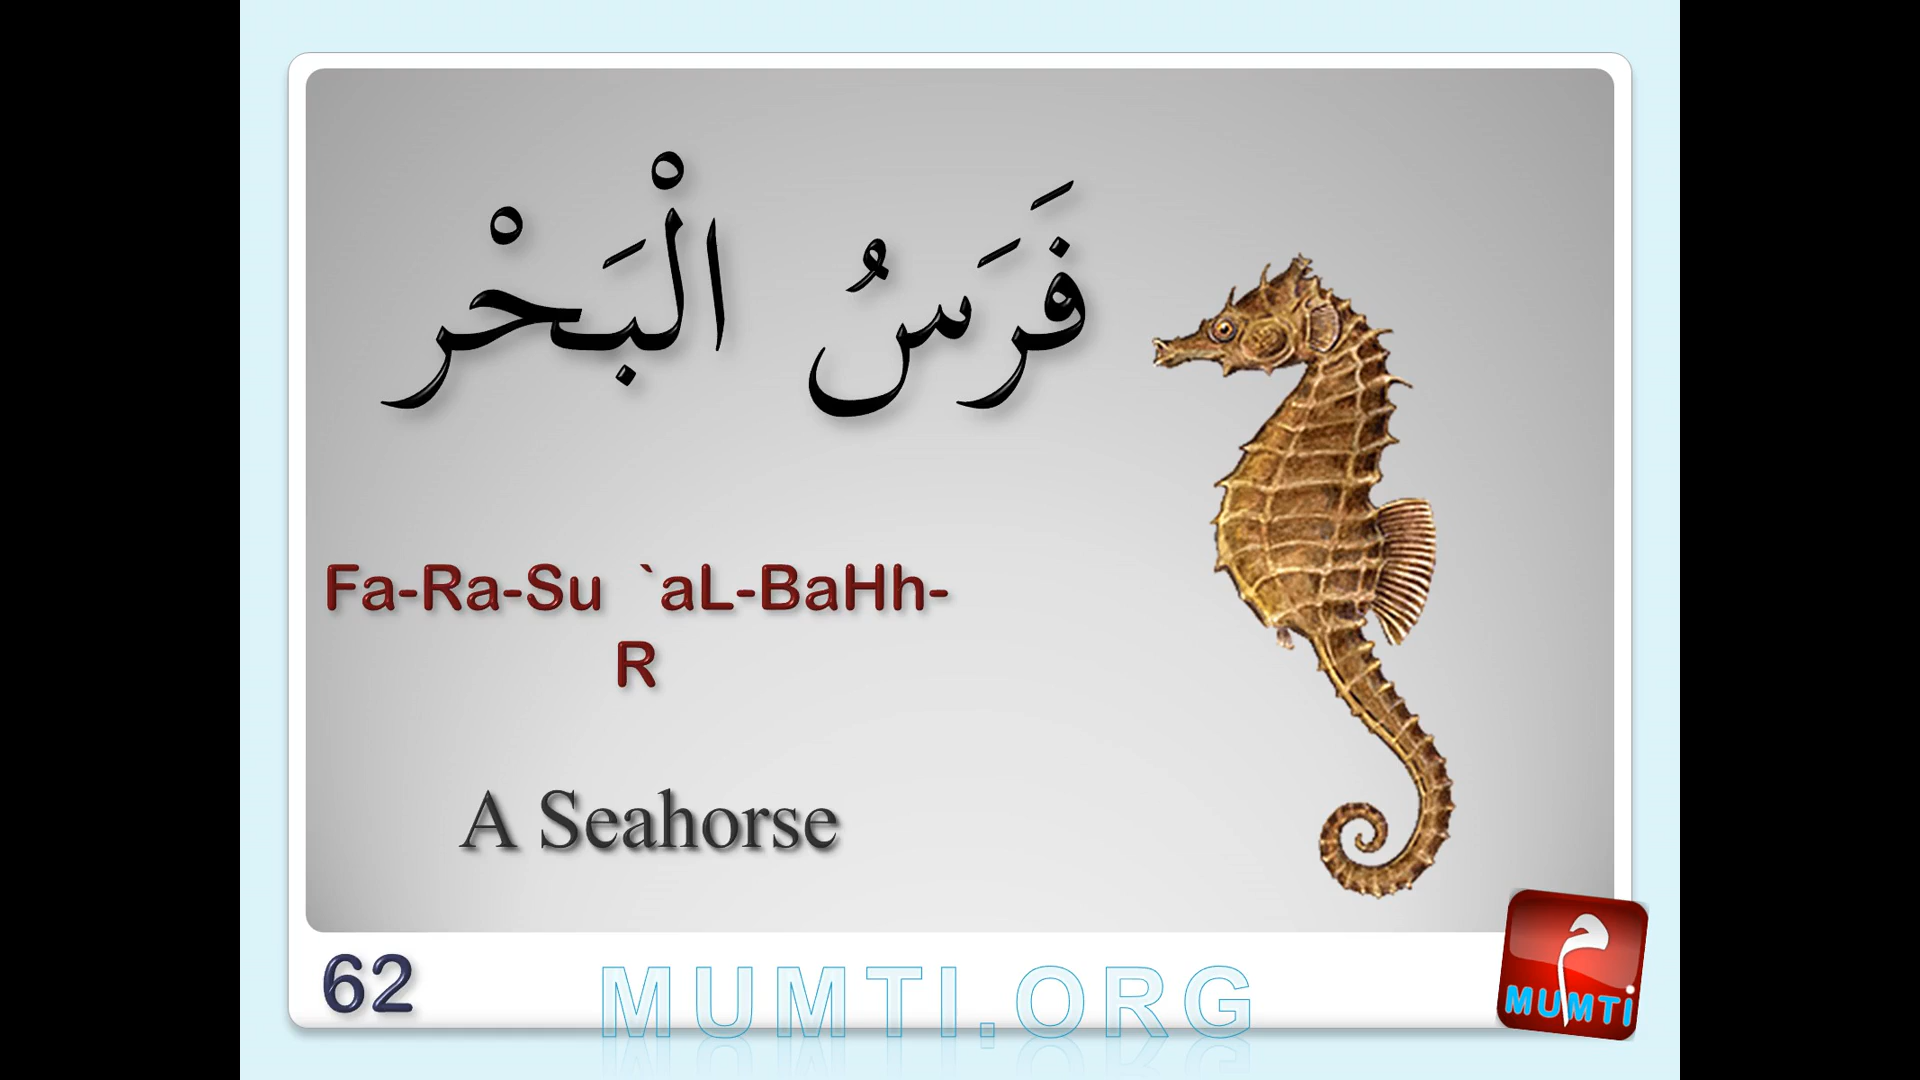 فَرَسُ الْبَحْر
Fa-Ra-Su `aL-BaHh-
R
A Seahorse
62
MUMTI.ORG
م
MUMTi